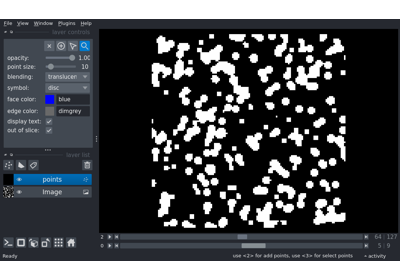 File View Window Plugins Help
layer controls
opacity: 1.00
point size: 10
blending: translucen
symbol: disc
face color: blue
edge color: dimgrey
display text:
out of slice:
layer list
points
Image
2 64 127
0 5 9
Ready use <2> for add points, use <3> for select points activity